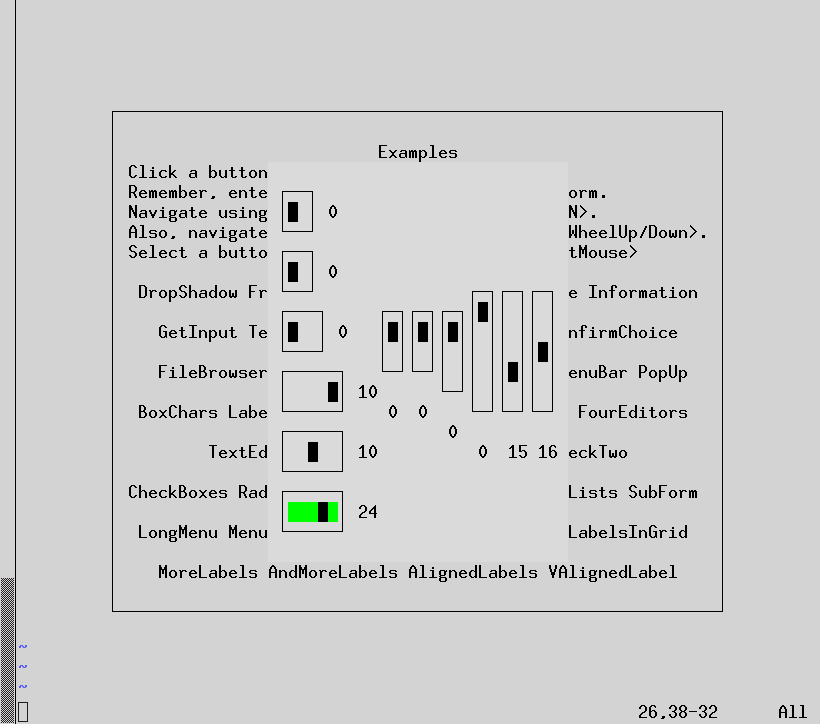 Examples
Click a button
Remember, ente orm.
Navigate using N>.
Also, navigate WheelUp/Down>.
Select a butto tMouse>
0
0
DropShadow Fr e Information
GetInput Te 0 nfirmChoice
FileBrowser enuBar PopUp
10
BoxChars Labe 0 0 FourEditors
0
TextEd 10 0 15 16 eckTwo
CheckBoxes Rad Lists SubForm
24
LongMenu Menu LabelsInGrid
MoreLabels AndMoreLabels AlignedLabels VAlignedLabel
~
~
~
26,38-32 All